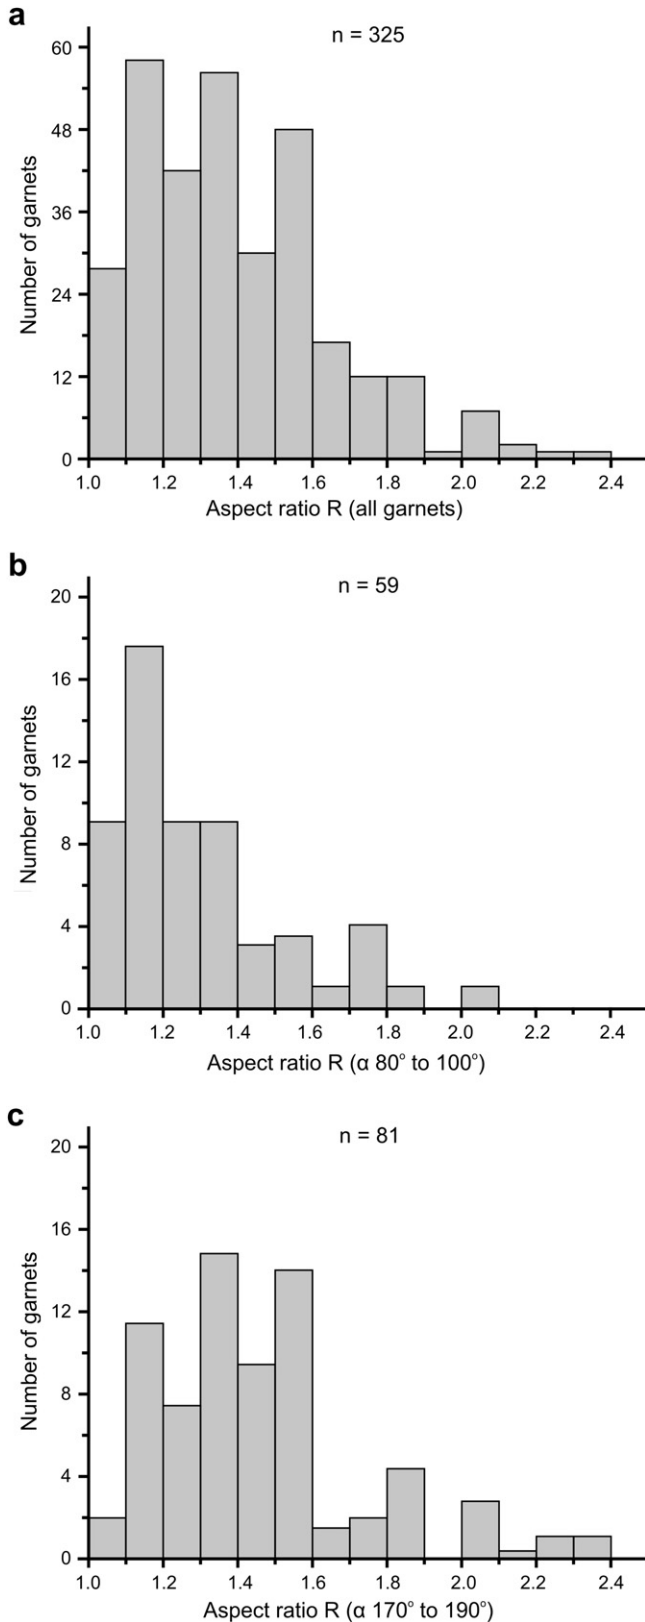 a
n = 325
Number of garnets
60
48
36
24
12
0
1.0 1.2 1.4 1.6 1.8 2.0 2.2 2.4
Aspect ratio R (all garnets)
b
n = 59
Number of garnets
20
16
12
8
4
0
1.0 1.2 1.4 1.6 1.8 2.0 2.2 2.4
Aspect ratio R (α 80° to 100°)
c
n = 81
Number of garnets
20
16
12
8
4
0
1.0 1.2 1.4 1.6 1.8 2.0 2.2 2.4
Aspect ratio R (α 170° to 190°)